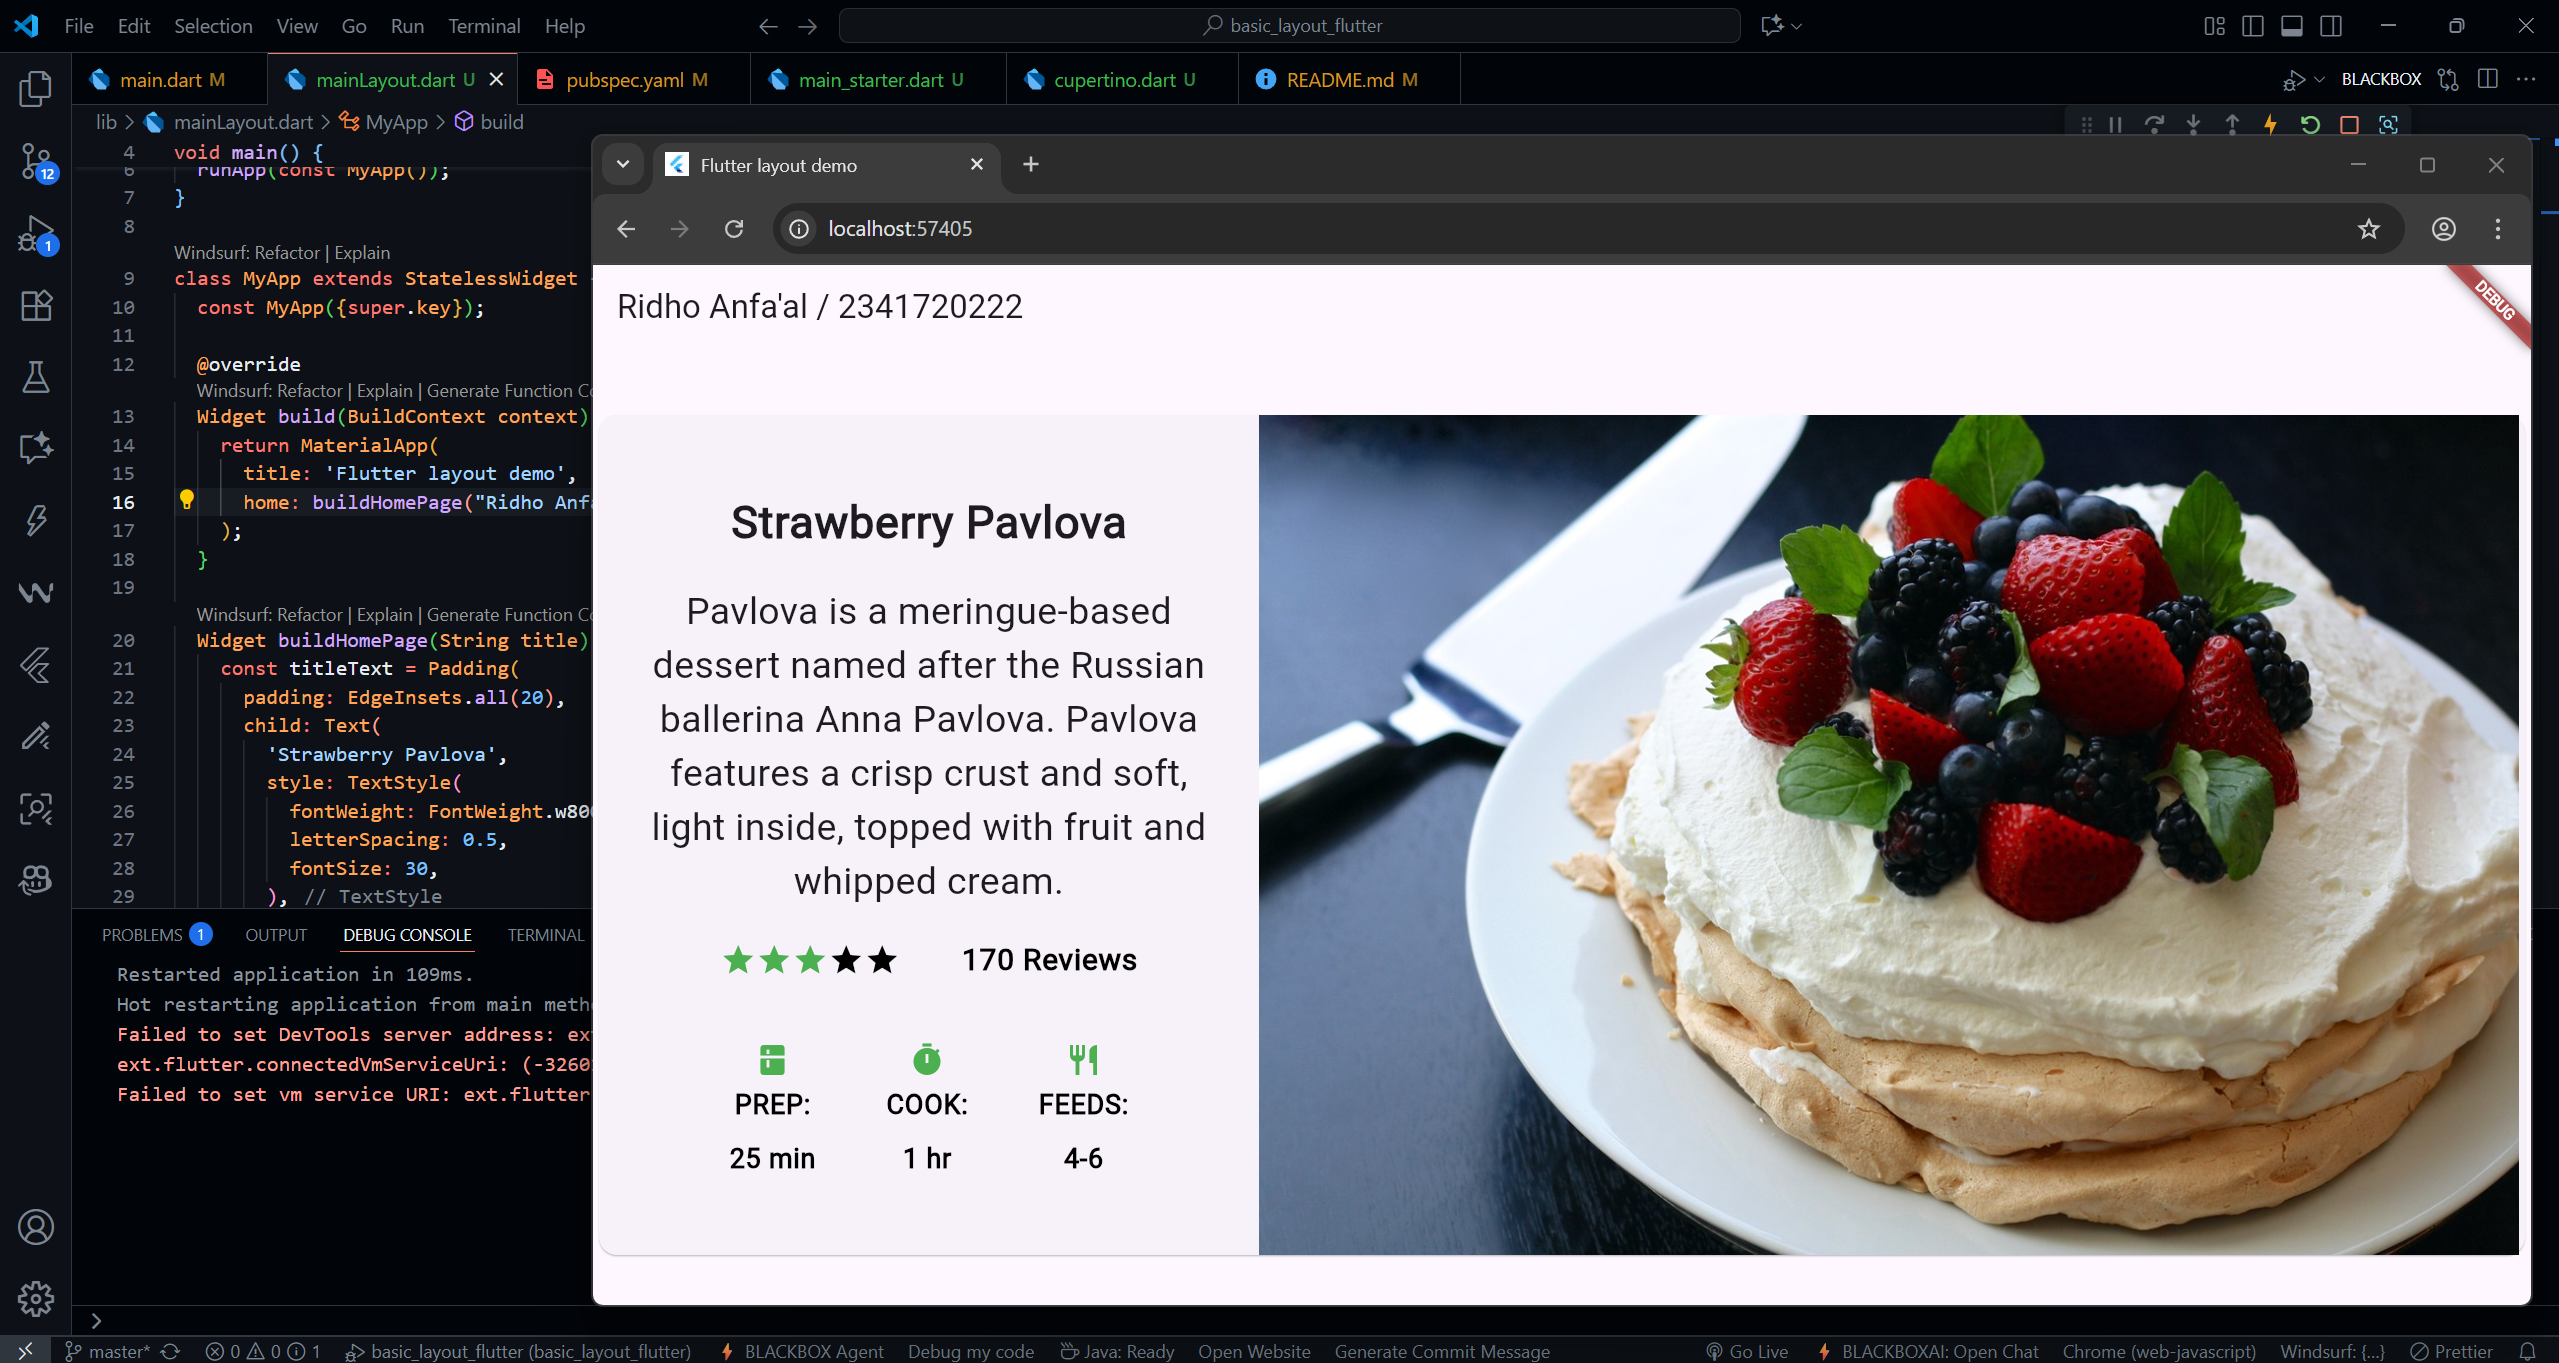 File Edit Selection View Go Run Terminal Help
basic_layout_flutter
main.dart M
mainLayout.dart U
pubspec.yaml M
main_starter.dart U
cupertino.dart U
README.md M
BLACKBOX
lib > mainLayout.dart > MyApp > build
4 void main() {
6 runApp(const MyApp());
7 }
8
Windsurf: Refactor | Explain
9 class MyApp extends StatelessWidget
10 const MyApp({super.key});
11
12 @override
Windsurf: Refactor | Explain | Generate Function Co
13 Widget build(BuildContext context)
14 return MaterialApp(
15 title: 'Flutter layout demo',
16 home: buildHomePage("Ridho Anfa
17 );
18 }
19
Windsurf: Refactor | Explain | Generate Function Co
20 Widget buildHomePage(String title)
21 const titleText = Padding(
22 padding: EdgeInsets.all(20),
23 child: Text(
24 'Strawberry Pavlova',
25 style: TextStyle(
26 fontWeight: FontWeight.w800
27 letterSpacing: 0.5,
28 fontSize: 30,
29 ), // TextStyle
PROBLEMS 1 OUTPUT DEBUG CONSOLE TERMINAL
Restarted application in 109ms.
Hot restarting application from main meth
Failed to set DevTools server address: ext
ext.flutter.connectedVmServiceUri: (-32601
Failed to set vm service URI: ext.flutter
12
1
Flutter layout demo
localhost:57405
DEBUG
Ridho Anfa'al / 2341720222
Strawberry Pavlova
Pavlova is a meringue-based
dessert named after the Russian
ballerina Anna Pavlova. Pavlova
features a crisp crust and soft,
light inside, topped with fruit and
whipped cream.
170 Reviews
PREP: COOK: FEEDS:
25 min 1 hr 4-6
master* 0 0 1 basic_layout_flutter (basic_layout_flutter) BLACKBOX Agent Debug my code Java: Ready Open Website Generate Commit Message Go Live BLACKBOXAI: Open Chat Chrome (web-javascript) Windsurf: {...} Prettier